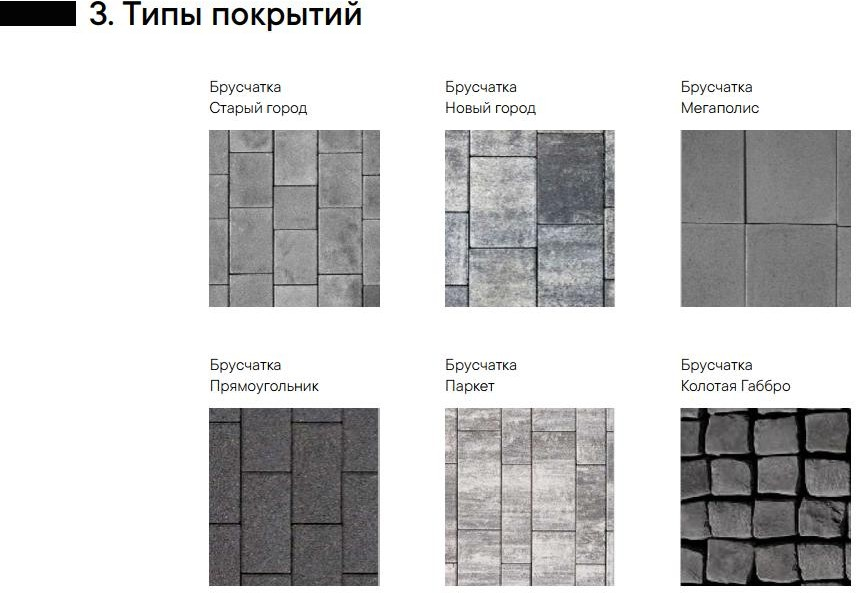 3. Типы покрытий
Брусчатка
Старый город
Брусчатка
Новый город
Брусчатка
Мегаполис
Брусчатка
Прямоугольник
Брусчатка
Паркет
Брусчатка
Колотая Габбро